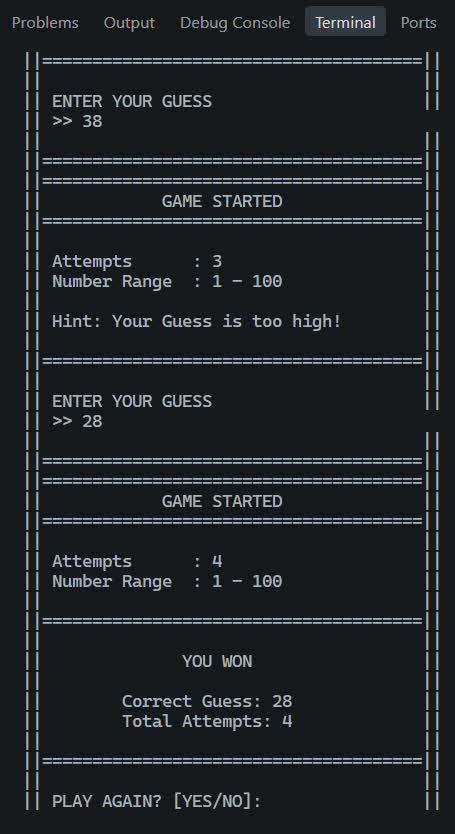 Problems Output Debug Console Terminal Ports
||======================================||
||                                      ||
|| ENTER YOUR GUESS                     ||
|| >> 38
||                                      ||
||======================================||
||======================================||
||            GAME STARTED              ||
||======================================||
||                                      ||
|| Attempts      : 3                    ||
|| Number Range  : 1 - 100              ||
||                                      ||
|| Hint: Your Guess is too high!        ||
||                                      ||
||======================================||
||                                      ||
|| ENTER YOUR GUESS                     ||
|| >> 28
||                                      ||
||======================================||
||======================================||
||            GAME STARTED              ||
||======================================||
||                                      ||
|| Attempts      : 4                    ||
|| Number Range  : 1 - 100              ||
||                                      ||
||======================================||
||                                      ||
||              YOU WON                 ||
||                                      ||
||        Correct Guess: 28             ||
||        Total Attempts: 4             ||
||                                      ||
||======================================||
||                                      ||
|| PLAY AGAIN? [YES/NO]:                ||